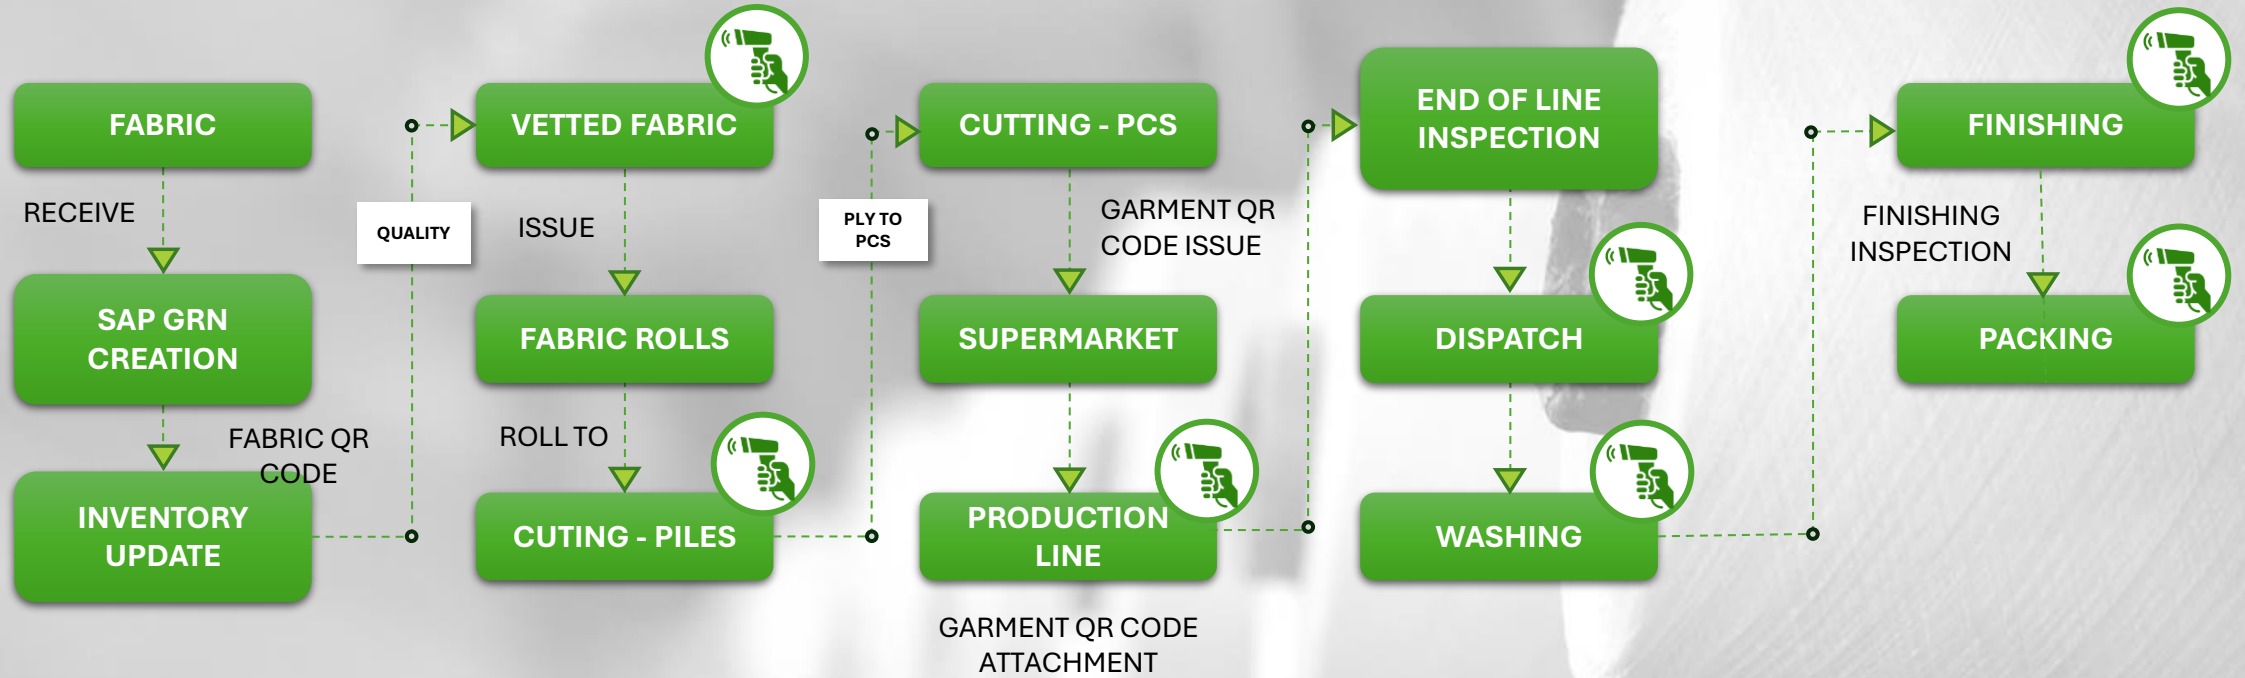 FABRIC
RECEIVE
SAP GRN
CREATION
FABRIC QR
CODE
INVENTORY
UPDATE
QUALITY
VETTED FABRIC
ISSUE
FABRIC ROLLS
ROLL TO
CUTING - PILES
PLY TO
PCS
CUTTING - PCS
GARMENT QR
CODE ISSUE
SUPERMARKET
PRODUCTION
LINE
GARMENT QR CODE
ATTACHMENT
END OF LINE
INSPECTION
DISPATCH
WASHING
FINISHING
FINISHING
INSPECTION
PACKING